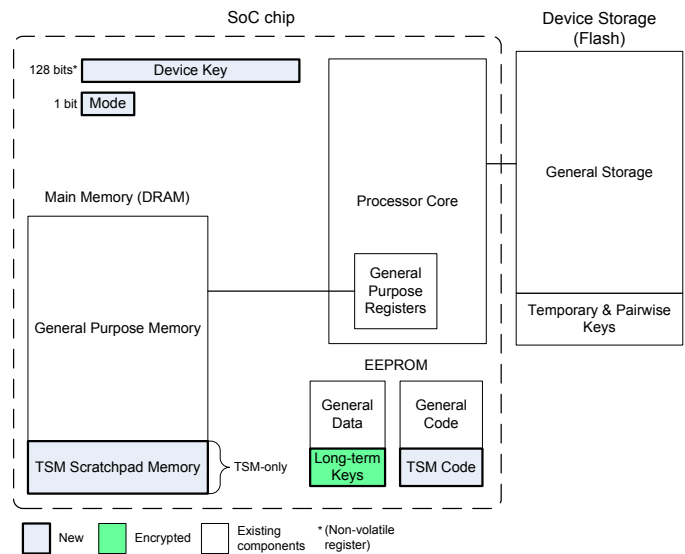 SoC chip
Device Storage
(Flash)
128 bits*
Device Key
1 bit
Mode
Main Memory (DRAM)
Processor Core
General Storage
General
Purpose
Registers
General Purpose Memory
Temporary & Pairwise
Keys
EEPROM
General
Data
General
Code
TSM Scratchpad Memory
TSM-only
Long-term
Keys
TSM Code
New
Encrypted
Existing
components
* (Non-volatile
register)